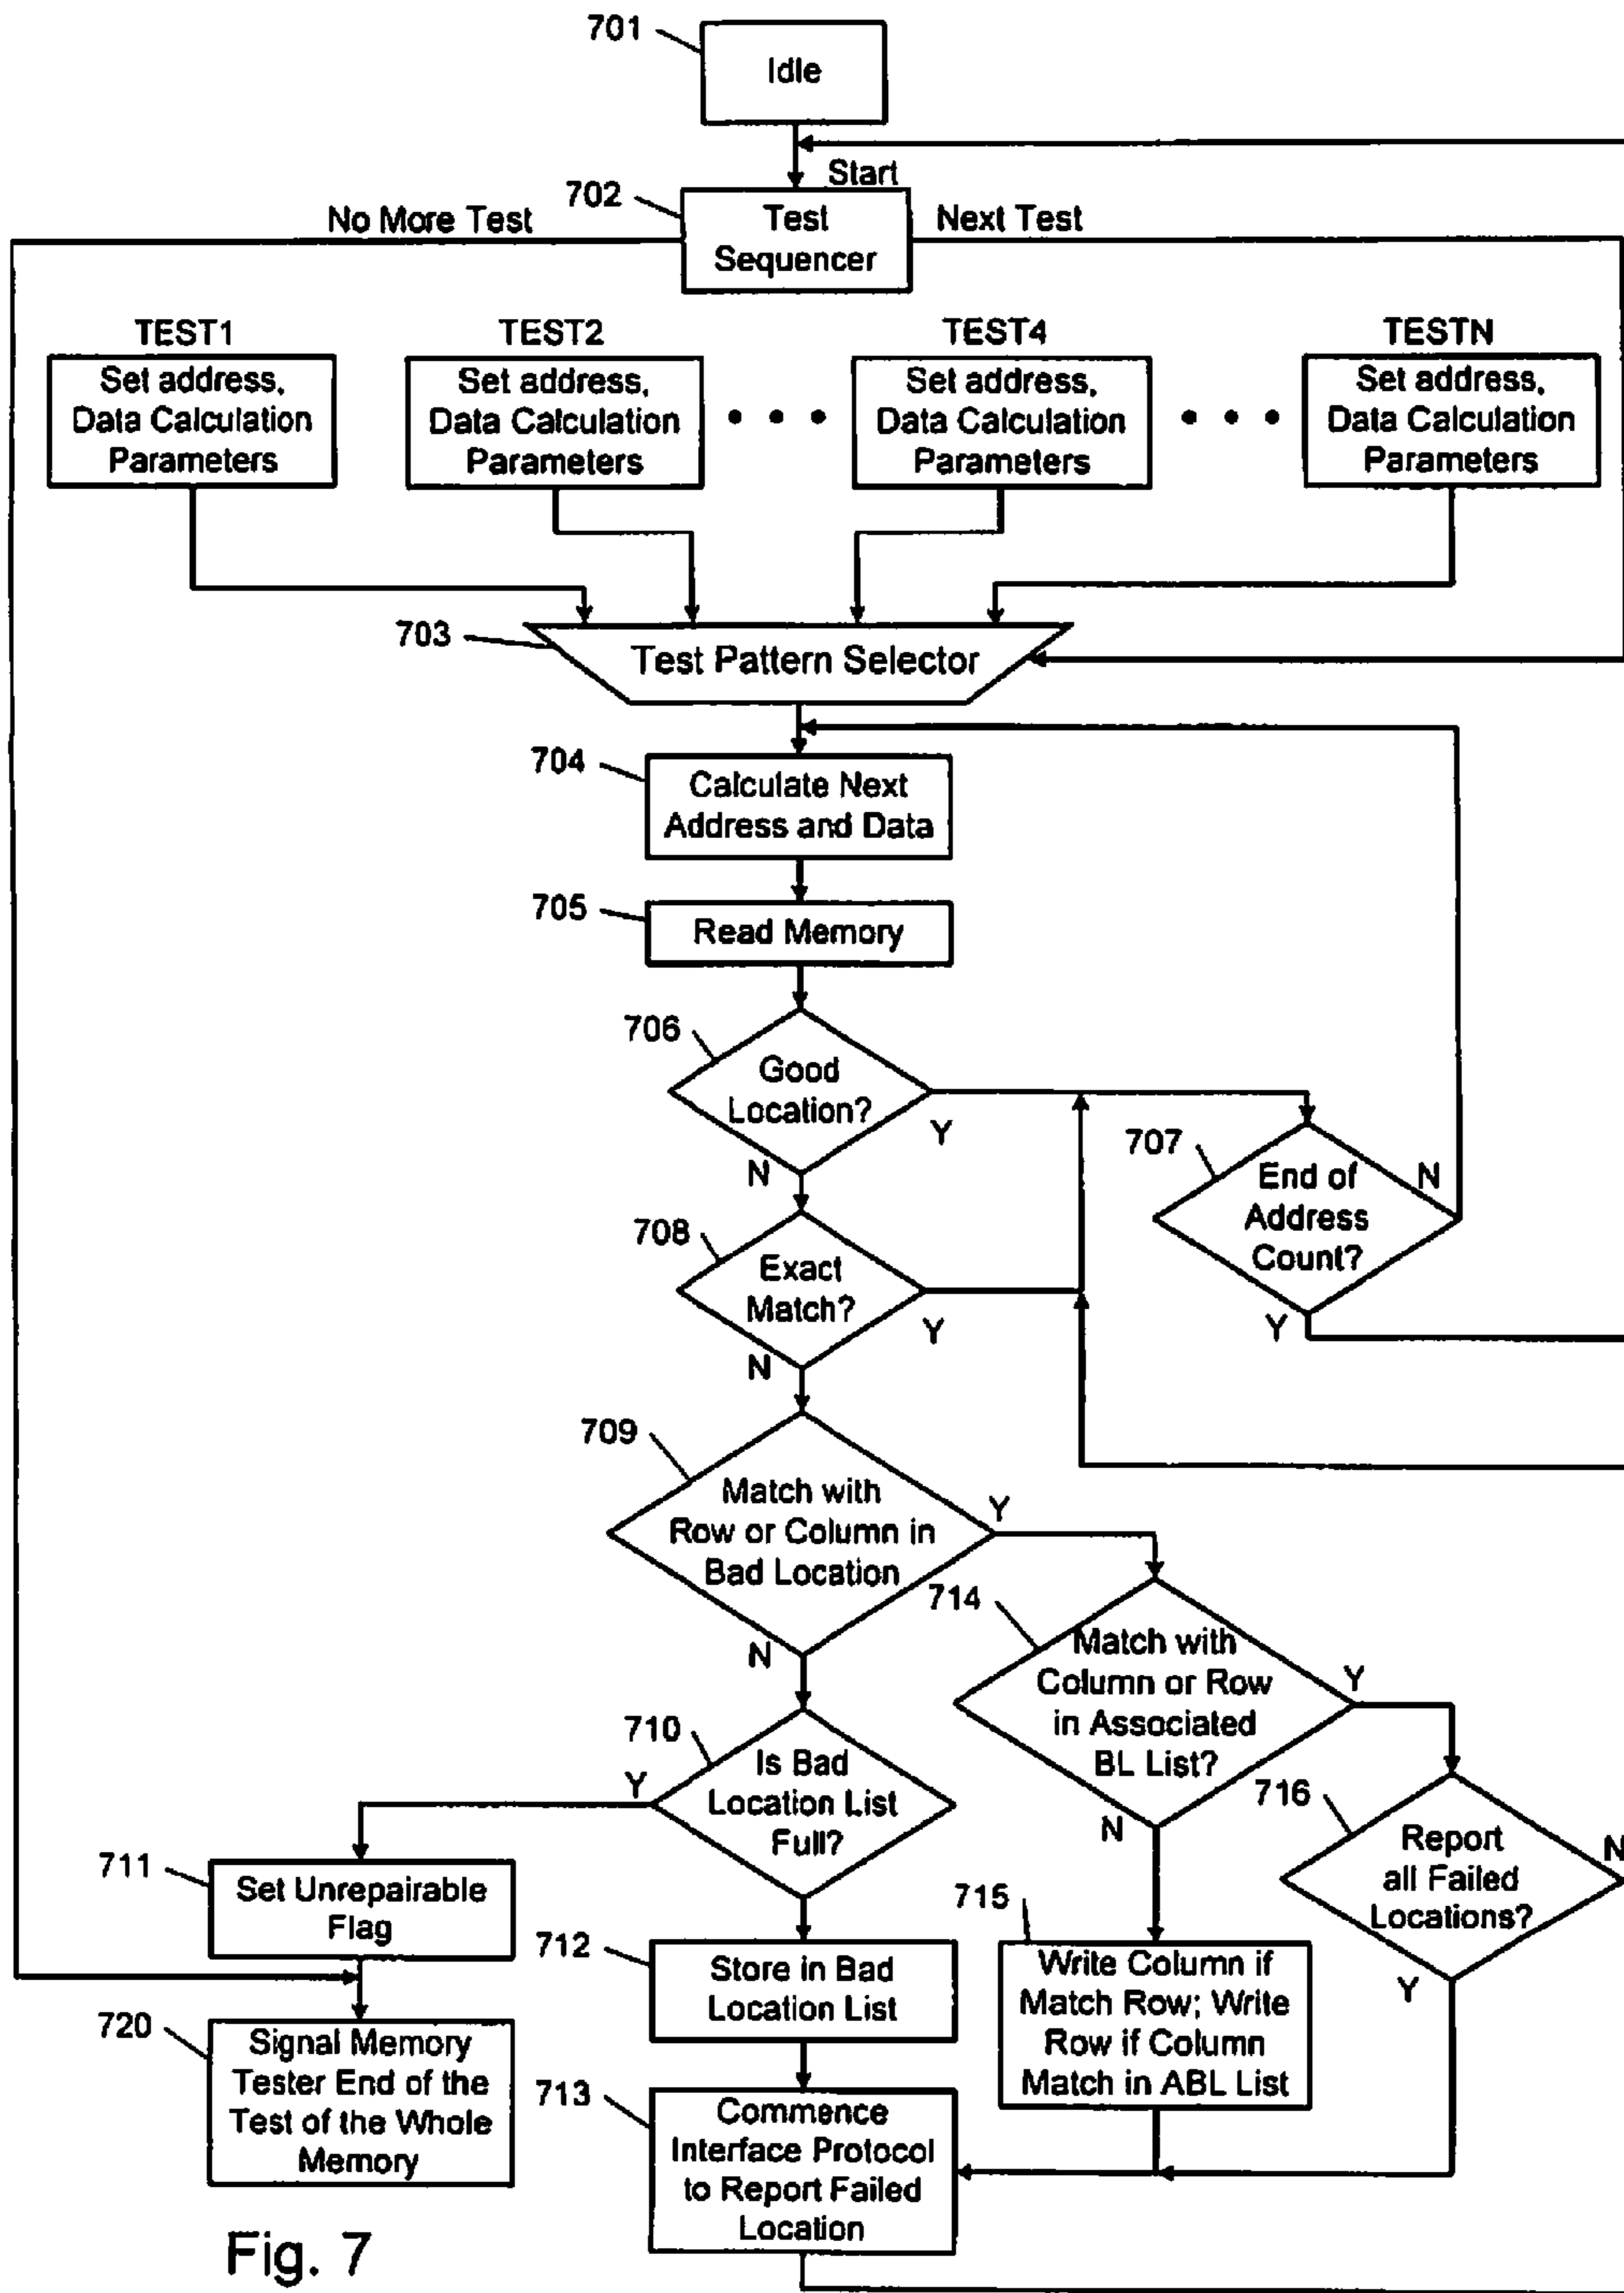 701
Idle
Start
702
No More Test
Next Test
Test
Sequencer
TEST1
TEST2
TEST4
TESTN
Set address,
Data Calculation
Parameters
Set address,
Data Calculation
Parameters
• • •
Set address,
Data Calculation
Parameters
• • •
Set address,
Data Calculation
Parameters
703
Test Pattern Selector
704
Calculate Next
Address and Data
705
Read Memory
706
Good
Location?
Y
N
707
End of
Address
Count?
N
Y
708
Exact
Match?
Y
N
709
Match with
Row or Column in
Bad Location
Y
N
714
Match with
Column or Row
in Associated
BL List?
Y
N
710
Is Bad
Location List
Full?
Y
716
Report
all Failed
Locations?
N
Y
711
Set Unrepairable
Flag
712
Store in Bad
Location List
715
Write Column if
Match Row; Write
Row if Column
Match in ABL List
720
Signal Memory
Tester End of the
Test of the Whole
Memory
713
Commence
Interface Protocol
to Report Failed
Location
Fig. 7